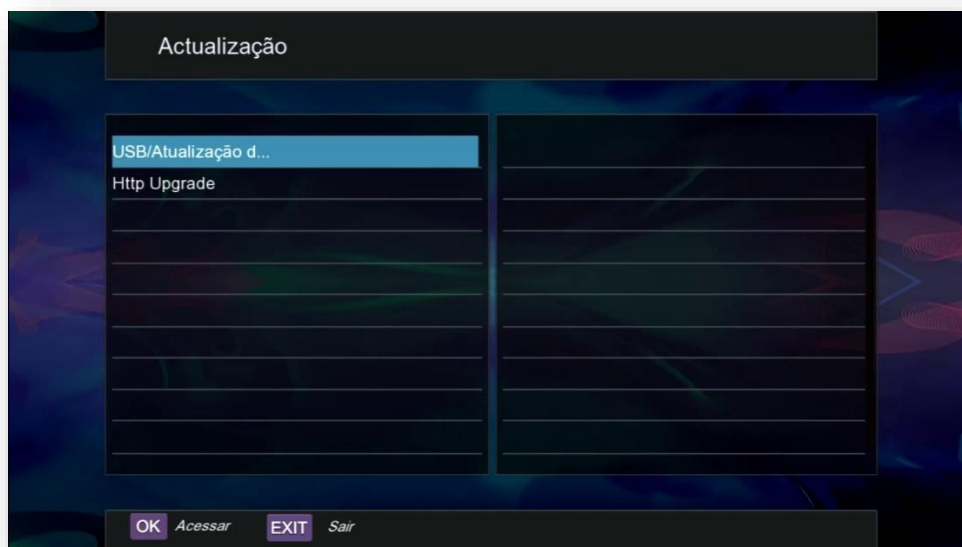 Actualização
USB/Atualização d...
Http Upgrade
OK Acessar EXIT Sair